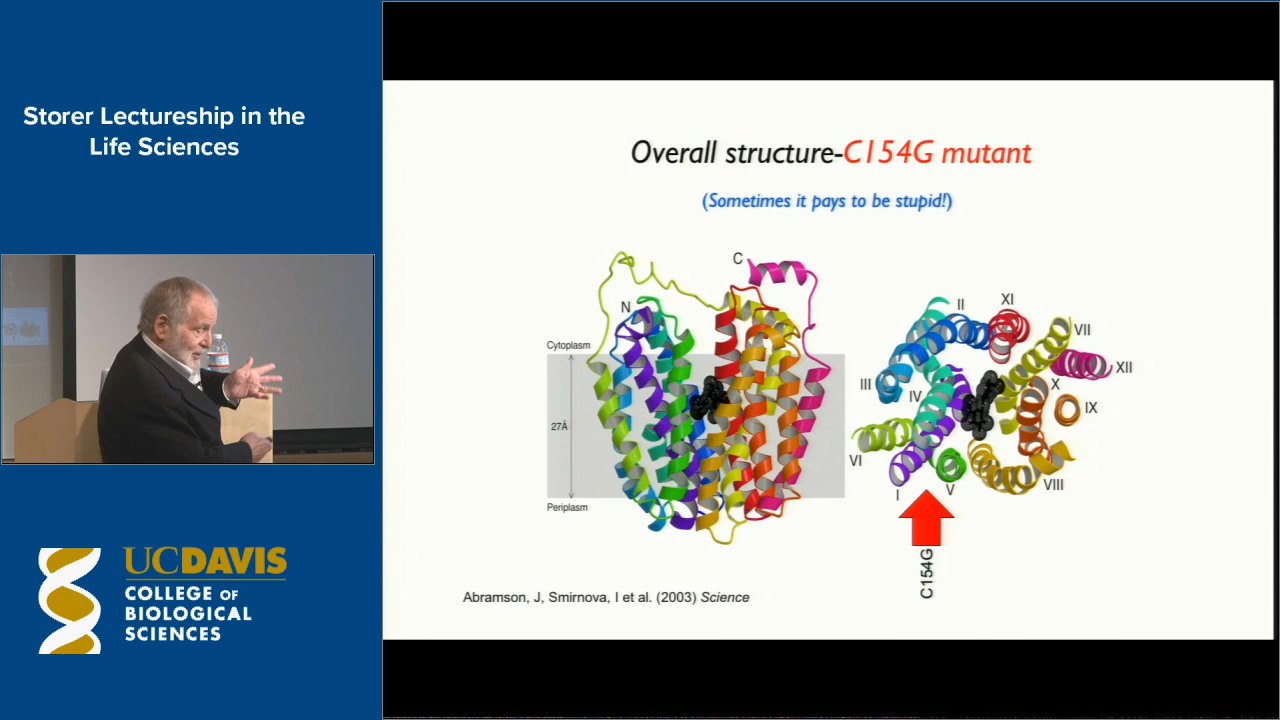 Storer Lectureship in the
Life Sciences
UCDAVIS
COLLEGE OF
BIOLOGICAL
SCIENCES
Overall structure-C154G mutant
(Sometimes it pays to be stupid!)
C
N
Cytoplasm
27Å
Periplasm
II
XI
VII
XII
III
IV
X
IX
VI
I
V
VIII
C154G
Abramson, J, Smirnova, I et al. (2003) Science